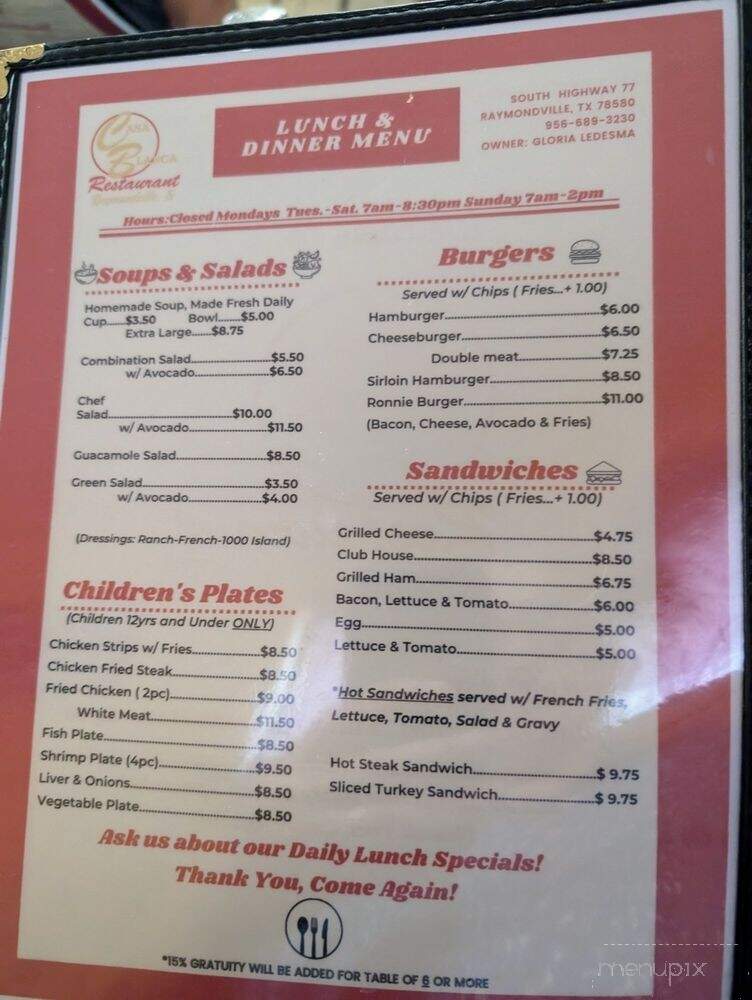 CASA
BLANCA
Restaurant
LUNCH &
DINNER MENU
SOUTH HIGHWAY 77
RAYMONDVILLE, TX 78580
956-689-3230
OWNER: GLORIA LEDESMA
Hours:Closed Mondays Tues.-Sat. 7am-8:30pm Sunday 7am-2pm
Soups & Salads
Homemade Soup, Made Fresh Daily
Cup......$3.50 Bowl........$5.00
Extra Large......$8.75
Combination Salad......................$5.50
w/ Avocado....................$6.50
Chef
Salad.................................$10.00
w/ Avocado.....................$11.50
Guacamole Salad........................$8.50
Green Salad................................$3.50
w/ Avocado............................$4.00
(Dressings: Ranch-French-1000 Island)
Children's Plates
(Children 12yrs and Under ONLY)
Chicken Strips w/ Fries...................$8.50
Chicken Fried Steak........................$8.50
Fried Chicken ( 2pc)........................$9.00
White Meat............................$11.50
Fish Plate..........................................$8.50
Shrimp Plate (4pc)..........................$9.50
Liver & Onions..................................$8.50
Vegetable Plate................................$8.50
Burgers
Served w/ Chips ( Fries...+ 1.00)
Hamburger........................................$6.00
Cheeseburger....................................$6.50
Double meat.....................$7.25
Sirloin Hamburger............................$8.50
Ronnie Burger...................................$11.00
(Bacon, Cheese, Avocado & Fries)
Sandwiches
Served w/ Chips ( Fries...+ 1.00)
Grilled Cheese........................................$4.75
Club House..............................................$8.50
Grilled Ham.............................................$6.75
Bacon, Lettuce & Tomato.....................$6.00
Egg............................................................$5.00
Lettuce & Tomato...................................$5.00
*Hot Sandwiches served w/ French Fries,
Lettuce, Tomato, Salad & Gravy
Hot Steak Sandwich...............................$ 9.75
Sliced Turkey Sandwich........................$ 9.75
Ask us about our Daily Lunch Specials!
Thank You, Come Again!
*15% GRATUITY WILL BE ADDED FOR TABLE OF 6 OR MORE
menupix